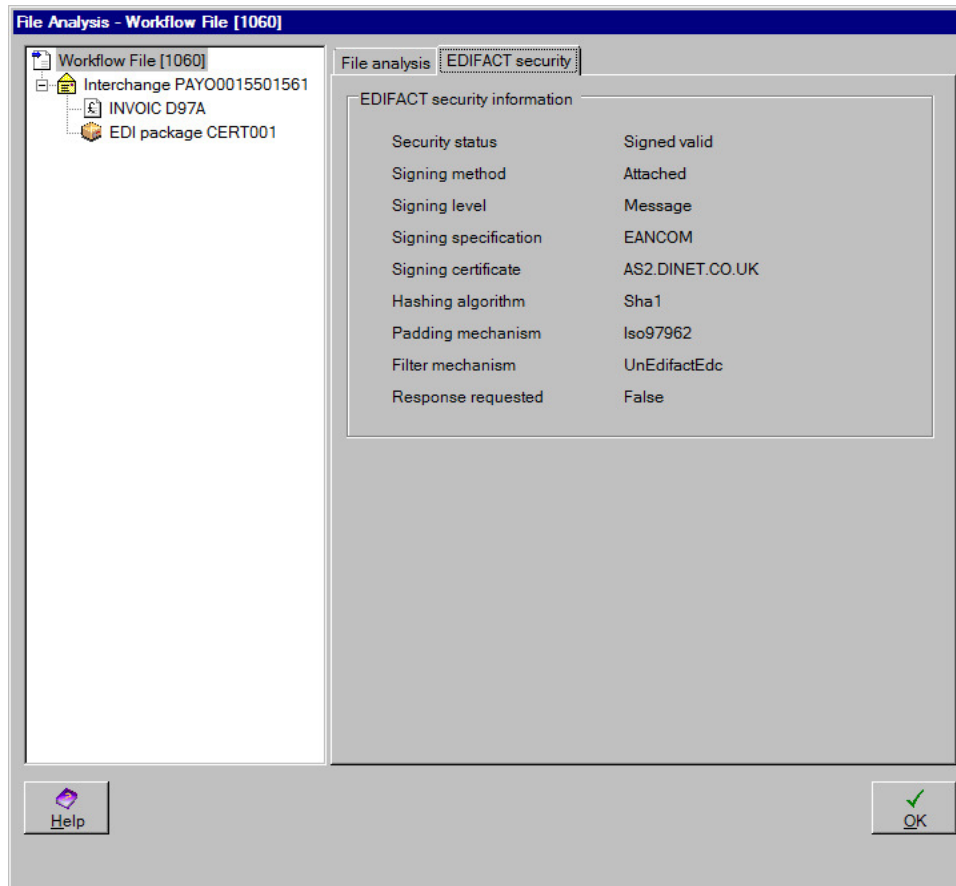 File Analysis - Workflow File [1060]
Workflow File [1060]
Interchange PAYO0015501561
INVOIC D97A
EDI package CERT001
File analysis
EDIFACT security
EDIFACT security information
Security status Signed valid
Signing method Attached
Signing level Message
Signing specification EANCOM
Signing certificate AS2.DINET.CO.UK
Hashing algorithm Sha1
Padding mechanism Iso97962
Filter mechanism UnEdifactEdc
Response requested False
Help
OK